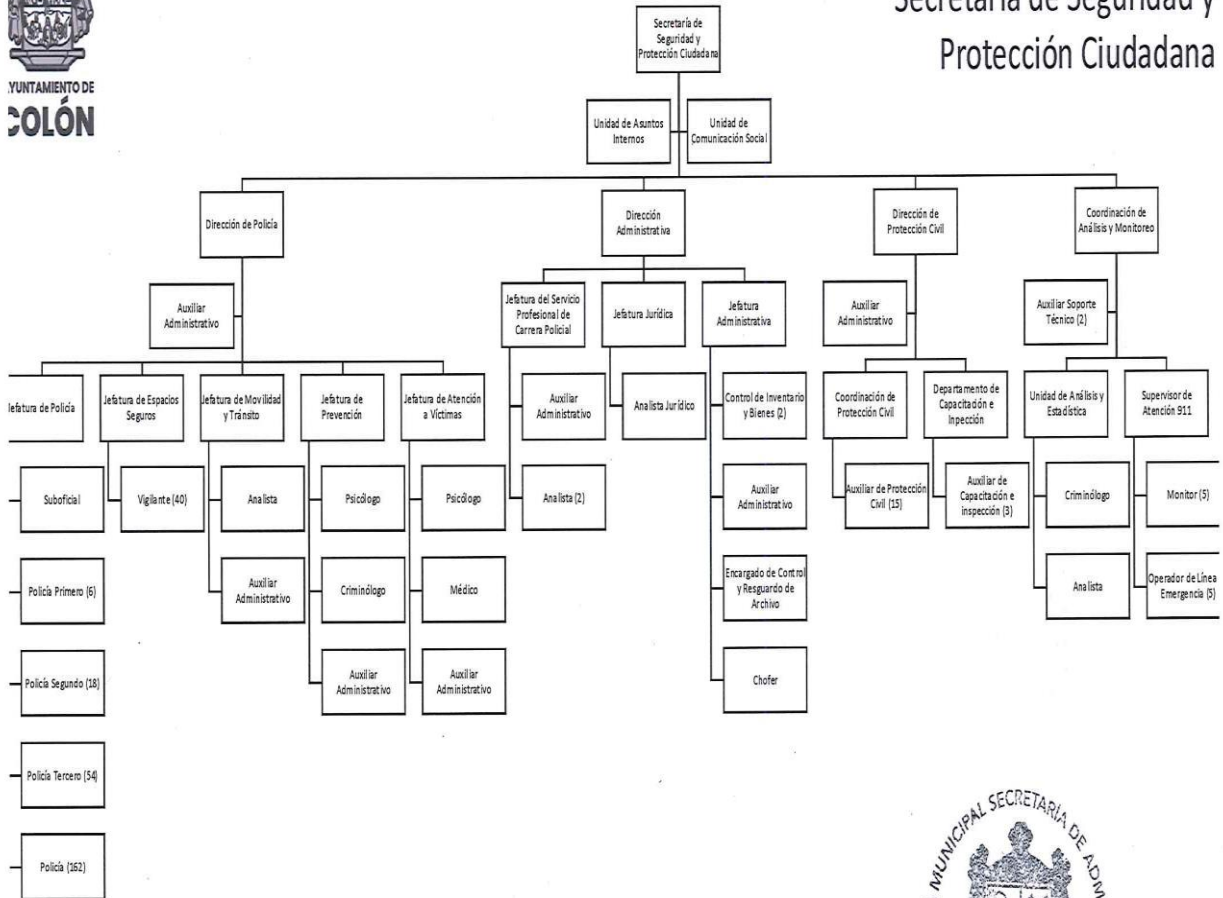 Secretaría de Seguridad y
Protección Ciudadana
AYUNTAMIENTO DE
COLÓN
Secretaría de
Seguridad y
Protección Ciudadana
Unidad de Asuntos
Internos
Unidad de
Comunicación Social
Dirección de Policía
Dirección
Administrativa
Dirección de
Protección Civil
Coordinación de
Análisis y Monitoreo
Auxiliar
Administrativo
Jefatura del Servicio
Profesional de
Carrera Policial
Jefatura Jurídica
Jefatura
Administrativa
Auxiliar
Administrativo
Auxiliar Soporte
Técnico (2)
Jefatura de Policía
Jefatura de Espacios
Seguros
Jefatura de Movilidad
y Tránsito
Jefatura de
Prevención
Jefatura de Atención
a Víctimas
Auxiliar
Administrativo
Analista Jurídico
Control de Inventario
y Bienes (2)
Coordinación de
Protección Civil
Departamento de
Capacitación e
Inpección
Unidad de Análisis y
Estadística
Supervisor de
Atención 911
Suboficial
Vigilante (40)
Analista
Psicólogo
Psicólogo
Analista (2)
Auxiliar
Administrativo
Auxiliar de Protección
Civil (15)
Auxiliar de
Capacitación e
inspección (3)
Criminólogo
Monitor (5)
Policía Primero (6)
Auxiliar
Administrativo
Criminólogo
Médico
Encargado de Control
y Resguardo de
Archivo
Analista
Operador de Línea
Emergencia (5)
Policía Segundo (18)
Auxiliar
Administrativo
Auxiliar
Administrativo
Chofer
Policía Tercero (54)
Policía (162)
MUNICIPAL SECRETARÍA DE ADM